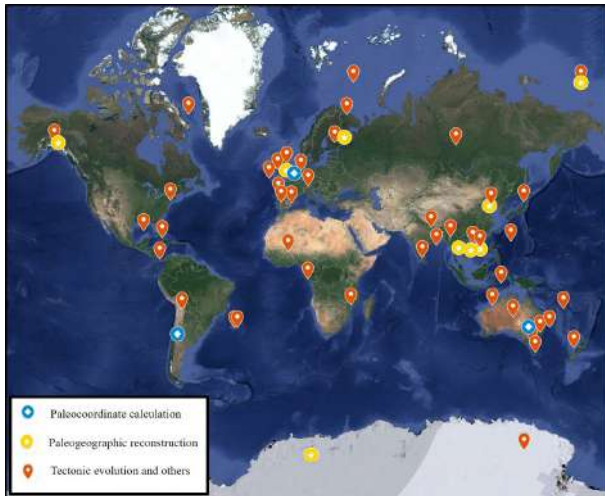 Paleocoordinate calculation
Paleogeographic reconstruction
Tectonic evolution and others